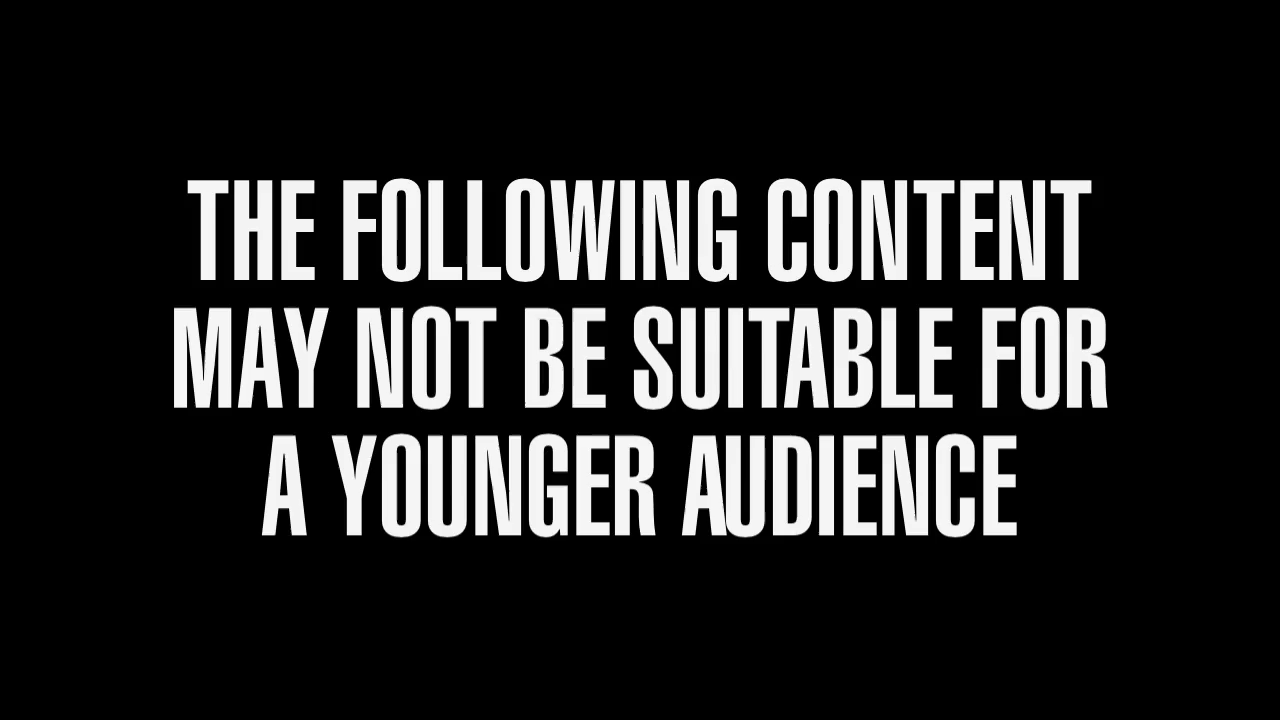 THE FOLLOWING CONTENT
MAY NOT BE SUITABLE FOR
A YOUNGER AUDIENCE